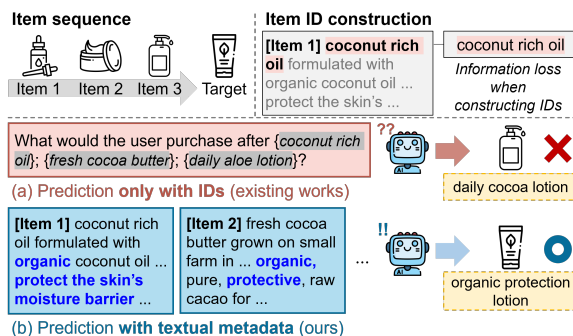 Item sequence
Item 1
Item 2
Item 3
Target
Item ID construction
[Item 1] coconut rich
oil formulated with
organic coconut oil ...
protect the skin's ...
coconut rich oil
Information loss
when
constructing IDs
What would the user purchase after {coconut rich
oil}; {fresh cocoa butter}; {daily aloe lotion}?
??
AI
daily cocoa lotion
(a) Prediction only with IDs (existing works)
[Item 1] coconut rich
oil formulated with
organic coconut oil ...
protect the skin's
moisture barrier ...
[Item 2] fresh cocoa
butter grown on small
farm in ... organic,
pure, protective, raw
cacao for ...
...
!!
AI
organic protection
lotion
(b) Prediction with textual metadata (ours)